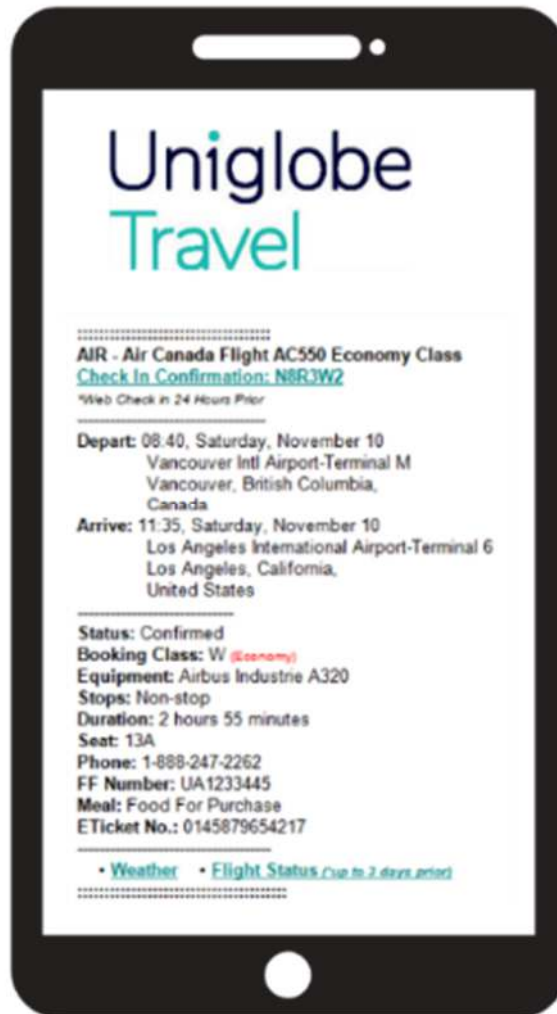 Uniglobe
Travel
AIR - Air Canada Flight AC550 Economy Class
Check In Confirmation: N8R3W2
*Web Check in 24 Hours Prior
Depart: 08:40, Saturday, November 10
Vancouver Intl Airport-Terminal M
Vancouver, British Columbia,
Canada
Arrive: 11:35, Saturday, November 10
Los Angeles International Airport-Terminal 6
Los Angeles, California,
United States
Status: Confirmed
Booking Class: W (Economy)
Equipment: Airbus Industrie A320
Stops: Non-stop
Duration: 2 hours 55 minutes
Seat: 13A
Phone: 1-888-247-2262
FF Number: UA1233445
Meal: Food For Purchase
ETicket No.: 0145879654217
• Weather • Flight Status (*up to 3 days prior)